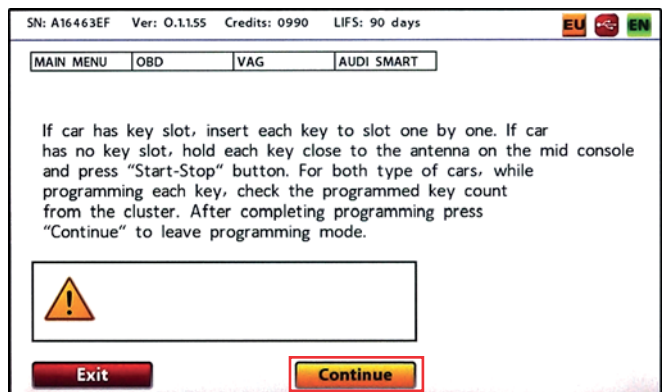 SN: A16463EF Ver: 0.1.1.55 Credits: 0990 LIFS: 90 days EU EN
MAIN MENU OBD VAG AUDI SMART
If car has key slot, insert each key to slot one by one. If car
has no key slot, hold each key close to the antenna on the mid console
and press "Start-Stop" button. For both type of cars, while
programming each key, check the programmed key count
from the cluster. After completing programming press
"Continue" to leave programming mode.
Exit Continue